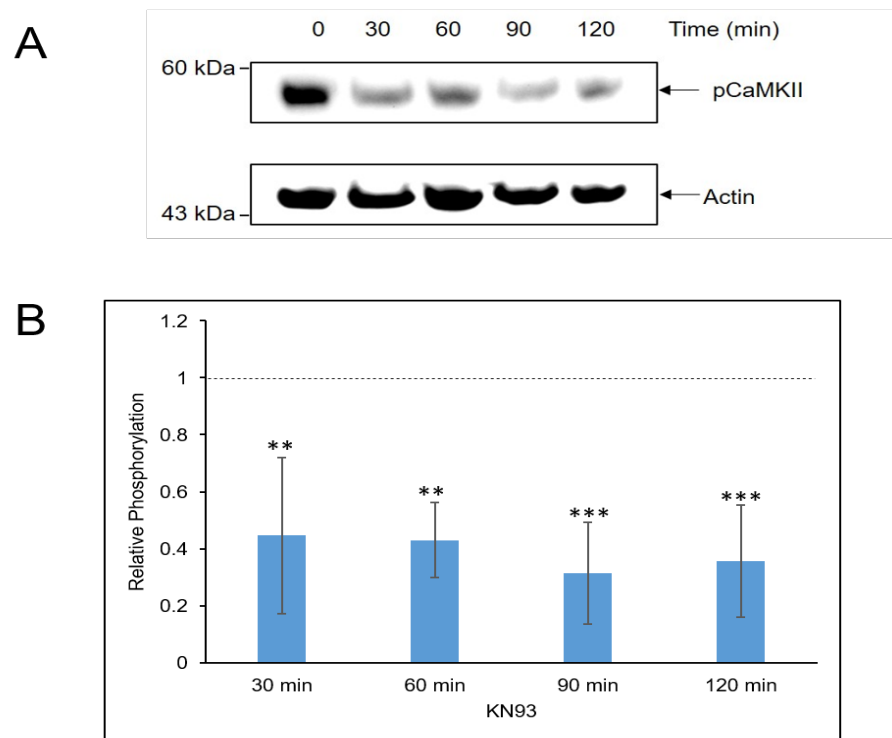 A
0 30 60 90 120 Time (min)
60 kDa
pCaMKII
Actin
43 kDa
B
1.2
1
0.8
0.6
0.4
0.2
0
Relative Phosphorylation
**
**
***
***
30 min 60 min 90 min 120 min
KN93